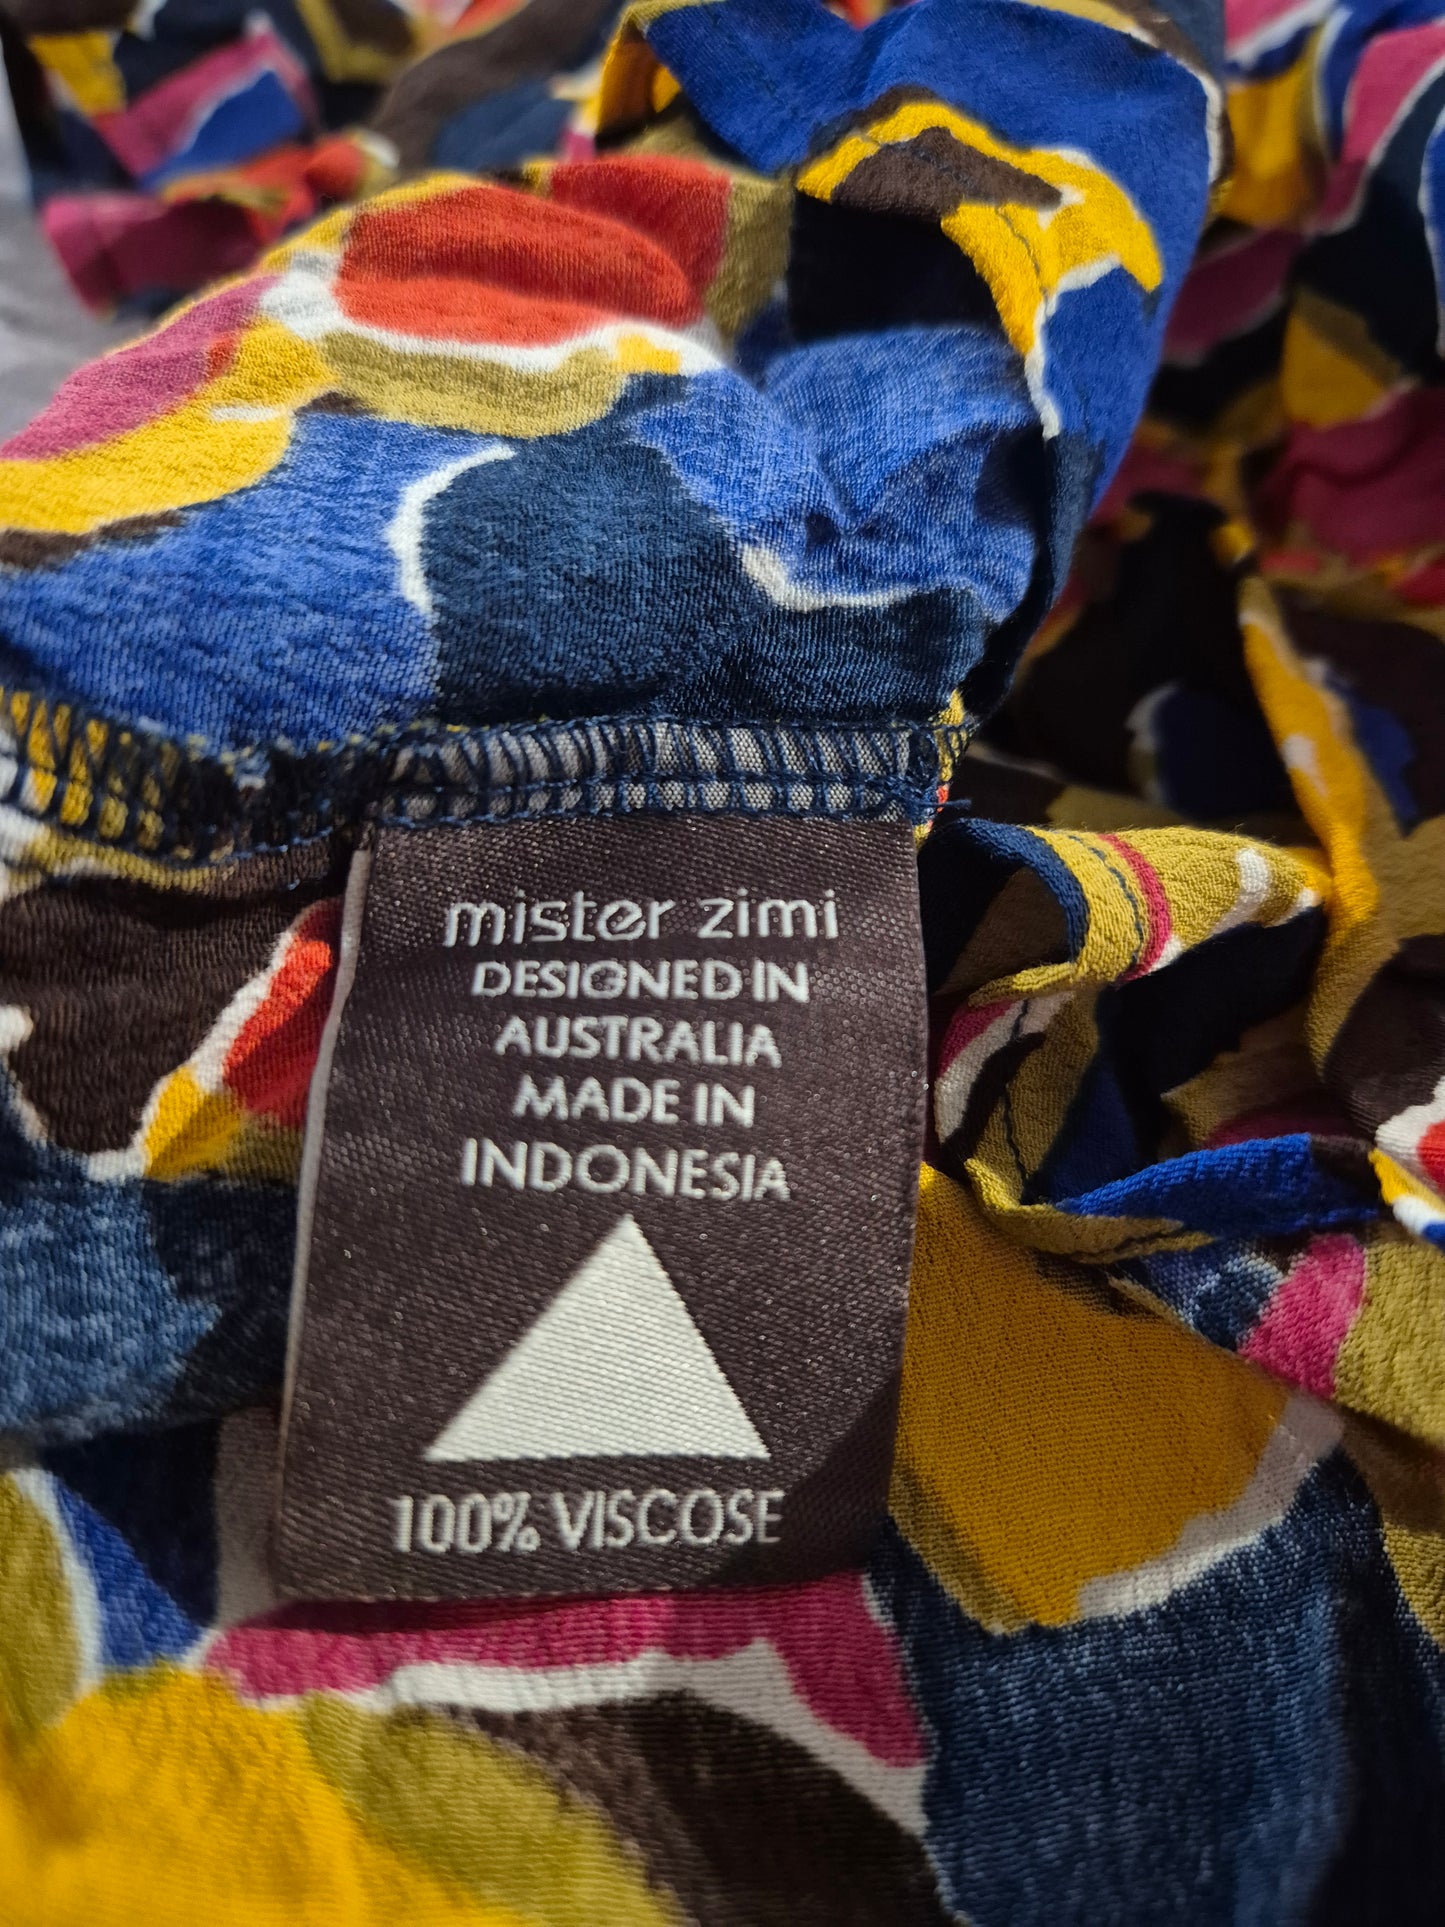 mister zimi
DESIGNED IN
AUSTRALIA
MADE IN
INDONESIA
100% VISCOSE